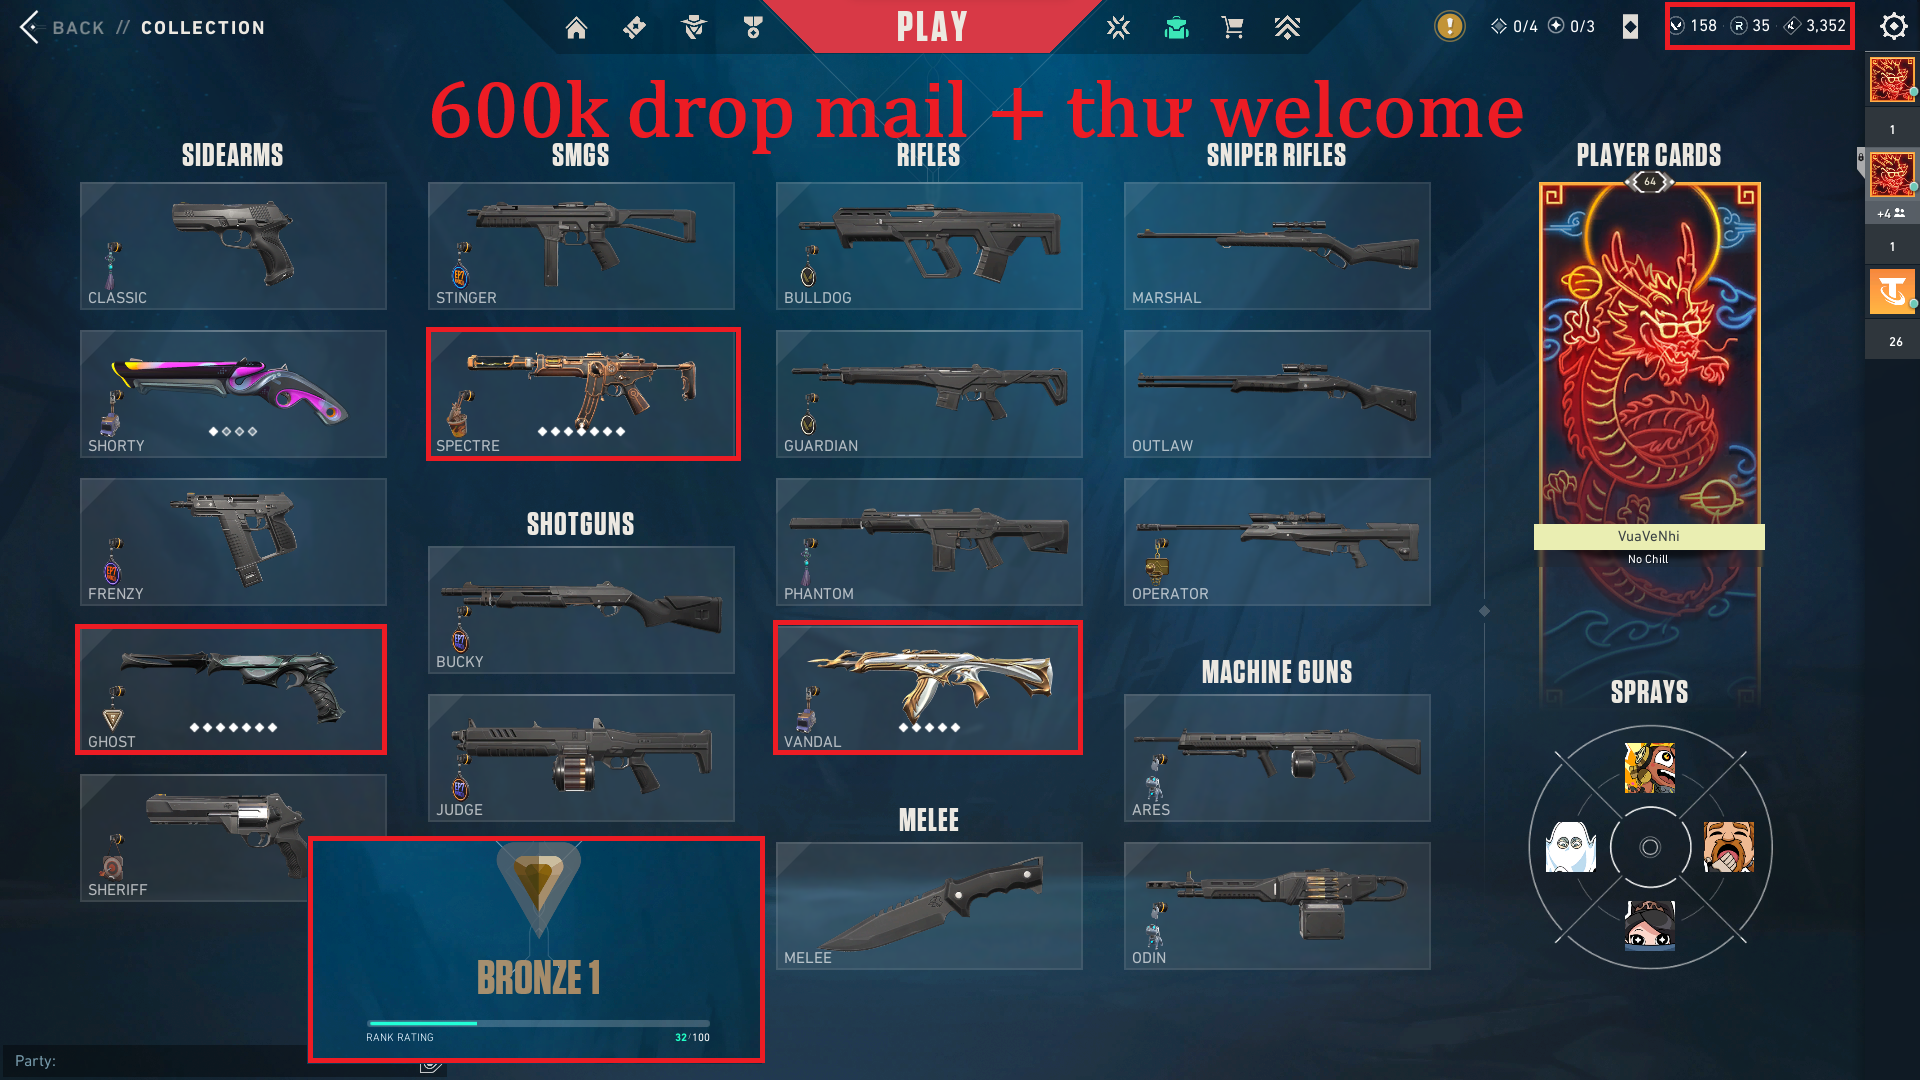 BACK // COLLECTION
PLAY
0/4 0/3
158 R 35 3,352
600k drop mail + thư welcome
SIDEARMS
SMGS
RIFLES
SNIPER RIFLES
PLAYER CARDS
CLASSIC
STINGER
BULLDOG
MARSHAL
64
1
+4
1
26
SHORTY
SPECTRE
GUARDIAN
OUTLAW
SHOTGUNS
FRENZY
PHANTOM
OPERATOR
VuaVeNhi
No Chill
BUCKY
MACHINE GUNS
SPRAYS
GHOST
VANDAL
JUDGE
ARES
MELEE
SHERIFF
MELEE
ODIN
BRONZE 1
RANK RATING
32/100
Party: